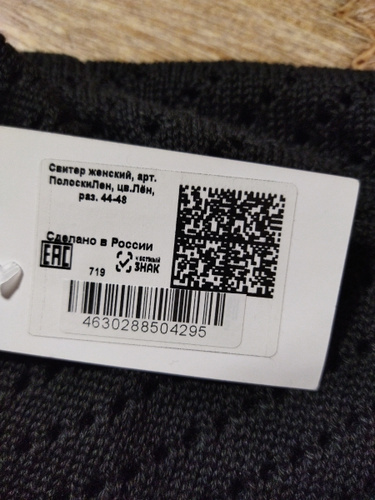 Свитер женский, арт.
ПолоскиЛен, цв.Лён,
раз. 44-48
Сделано в России
EAC
719
ЧЕСТНЫЙ
ЗНАК
4630288504295